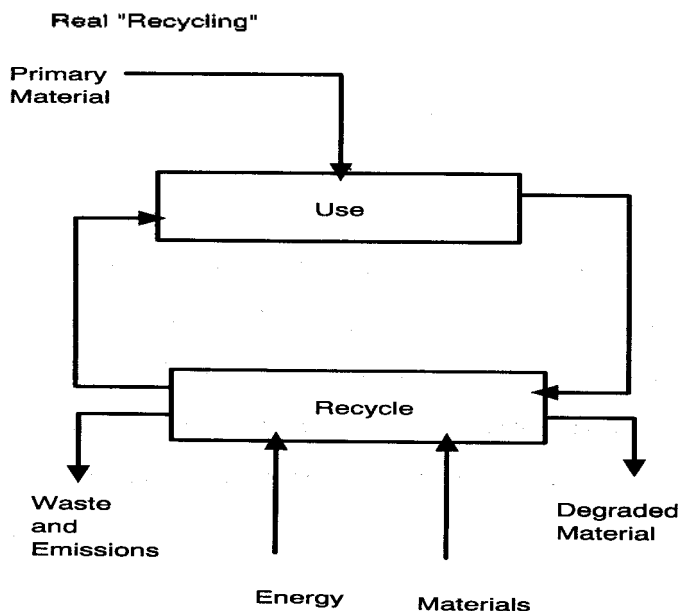 Real "Recycling"
Primary
Material
Use
Recycle
Waste
and
Emissions
Degraded
Material
Energy
Materials